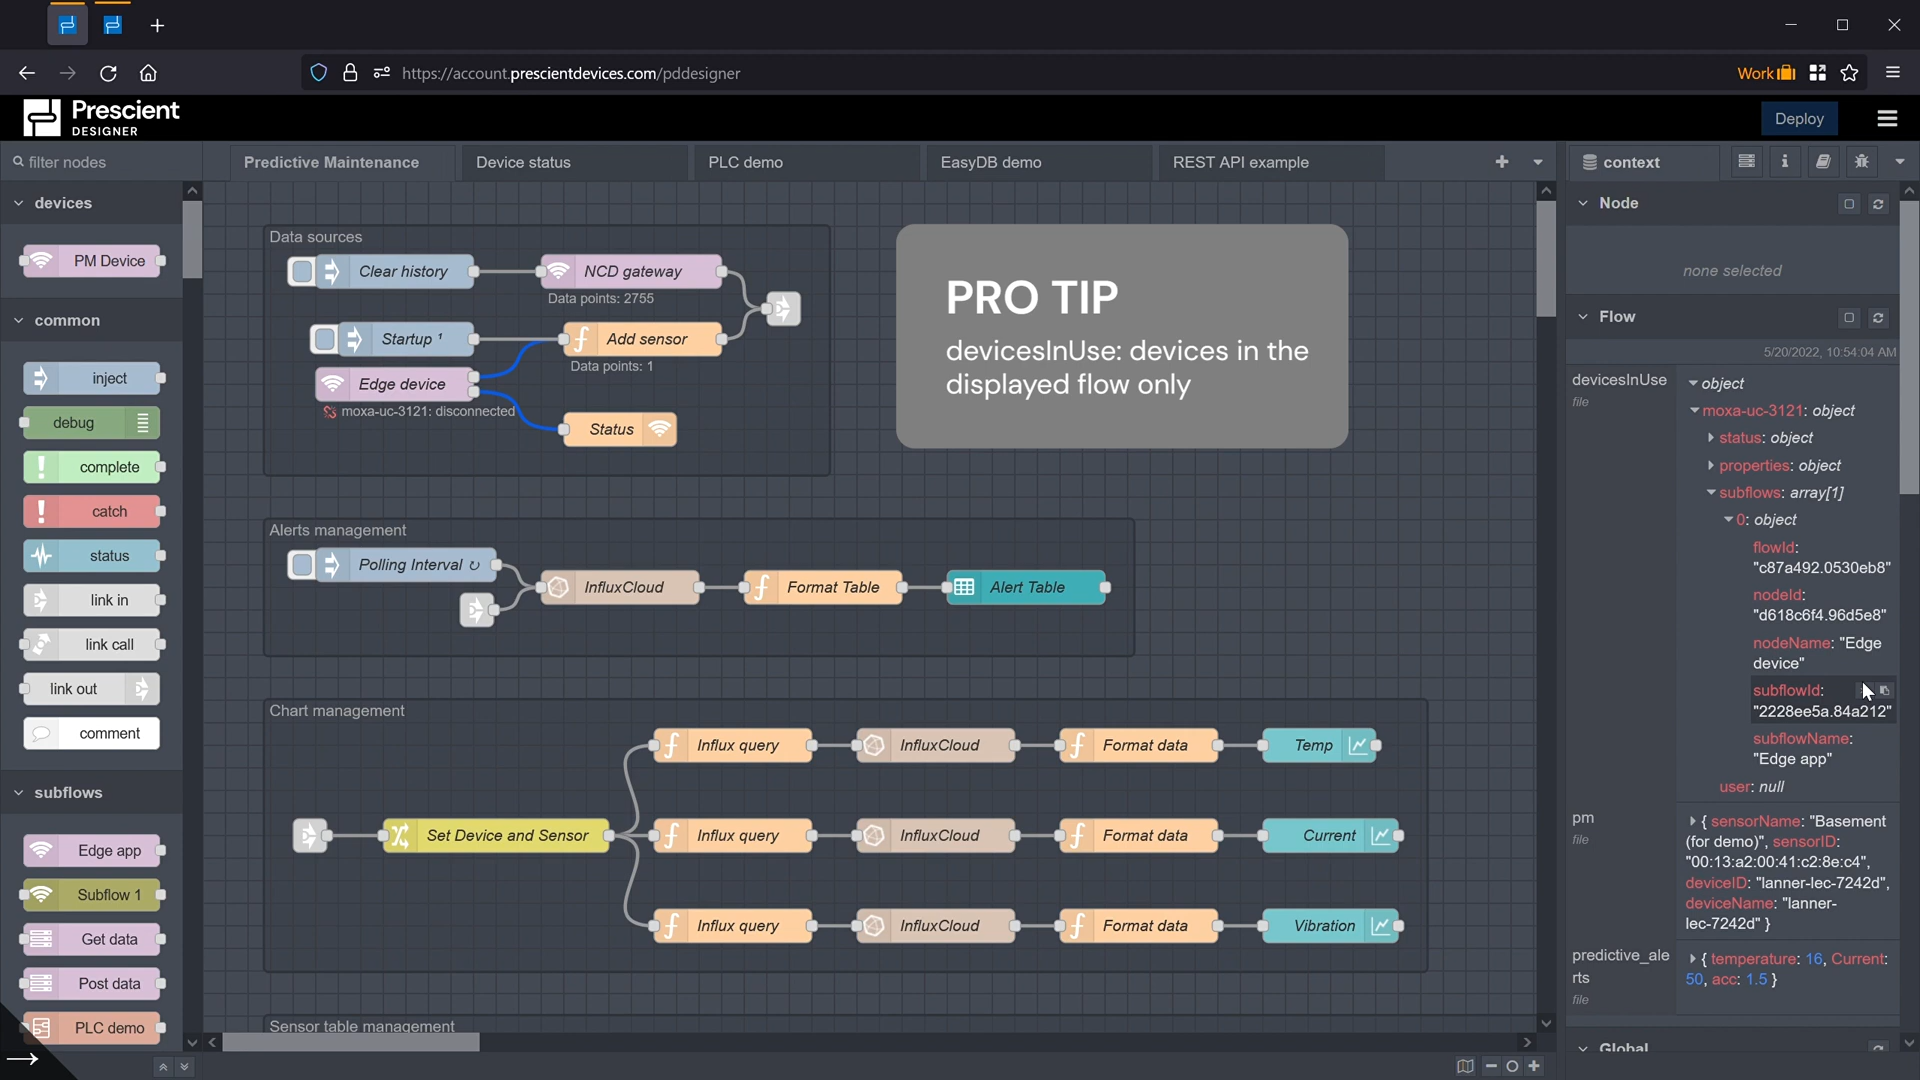 https://account.prescientdevices.com/pddesigner
Work
Prescient
DESIGNER
Deploy
filter nodes
Predictive Maintenance
Device status
PLC demo
EasyDB demo
REST API example
context
devices
PM Device
common
inject
debug
complete
catch
status
link in
link call
link out
comment
subflows
Edge app
Subflow 1
Get data
Post data
PLC demo
Data sources
Clear history
NCD gateway
Data points: 2755
Startup ¹
Add sensor
Data points: 1
Edge device
moxa-uc-3121: disconnected
Status
PRO TIP
devicesInUse: devices in the
displayed flow only
Alerts management
Polling Interval ↻
InfluxCloud
Format Table
Alert Table
Chart management
Influx query
InfluxCloud
Format data
Temp
Set Device and Sensor
Influx query
InfluxCloud
Format data
Current
Influx query
InfluxCloud
Format data
Vibration
Sensor table management
Node
none selected
Flow
5/20/2022, 10:54:04 AM
devicesInUse
file
object
moxa-uc-3121: object
status: object
properties: object
subflows: array[1]
0: object
flowId:
"c87a492.0530eb8"
nodeId:
"d618c6f4.96d5e8"
nodeName: "Edge
device"
subflowId:
"2228ee5a.84a212"
subflowName:
"Edge app"
user: null
pm
file
{ sensorName: "Basement
(for demo)", sensorID:
"00:13:a2:00:41:c2:8e:c4",
deviceID: "lanner-lec-7242d",
deviceName: "lanner-
lec-7242d" }
predictive_ale
rts
file
{ temperature: 16, Current:
50, acc: 1.5 }
Global